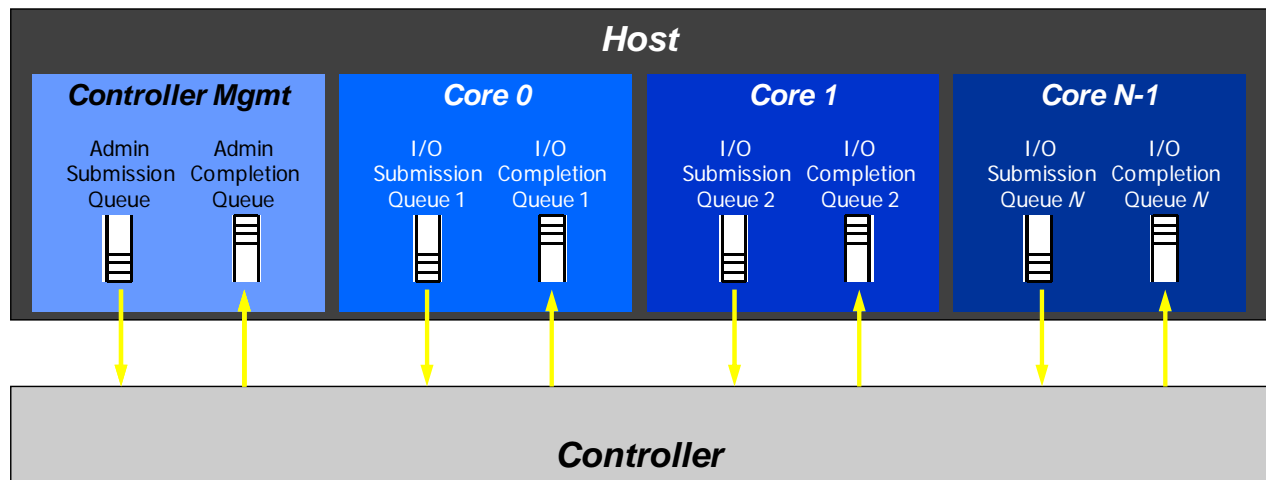 Host
Controller Mgmt
Core 0
Core 1
Core N-1
Admin
Submission
Queue
Admin
Completion
Queue
I/O
Submission
Queue 1
I/O
Completion
Queue 1
I/O
Submission
Queue 2
I/O
Completion
Queue 2
I/O
Submission
Queue N
I/O
Completion
Queue N
Controller